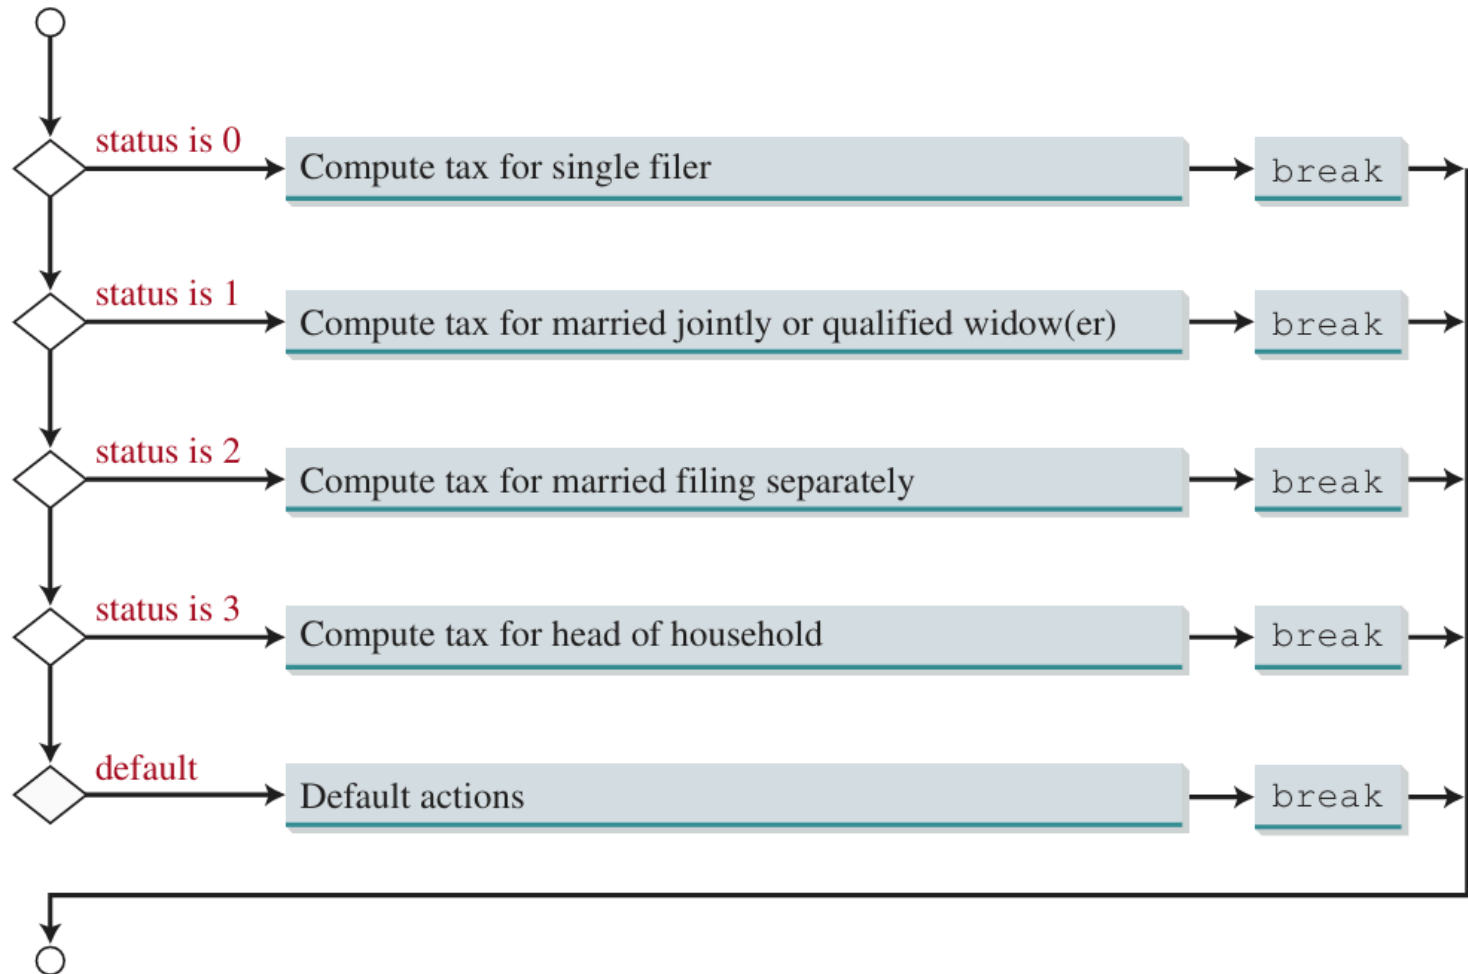 status is 0
Compute tax for single filer
break
status is 1
Compute tax for married jointly or qualified widow(er)
break
status is 2
Compute tax for married filing separately
break
status is 3
Compute tax for head of household
break
default
Default actions
break